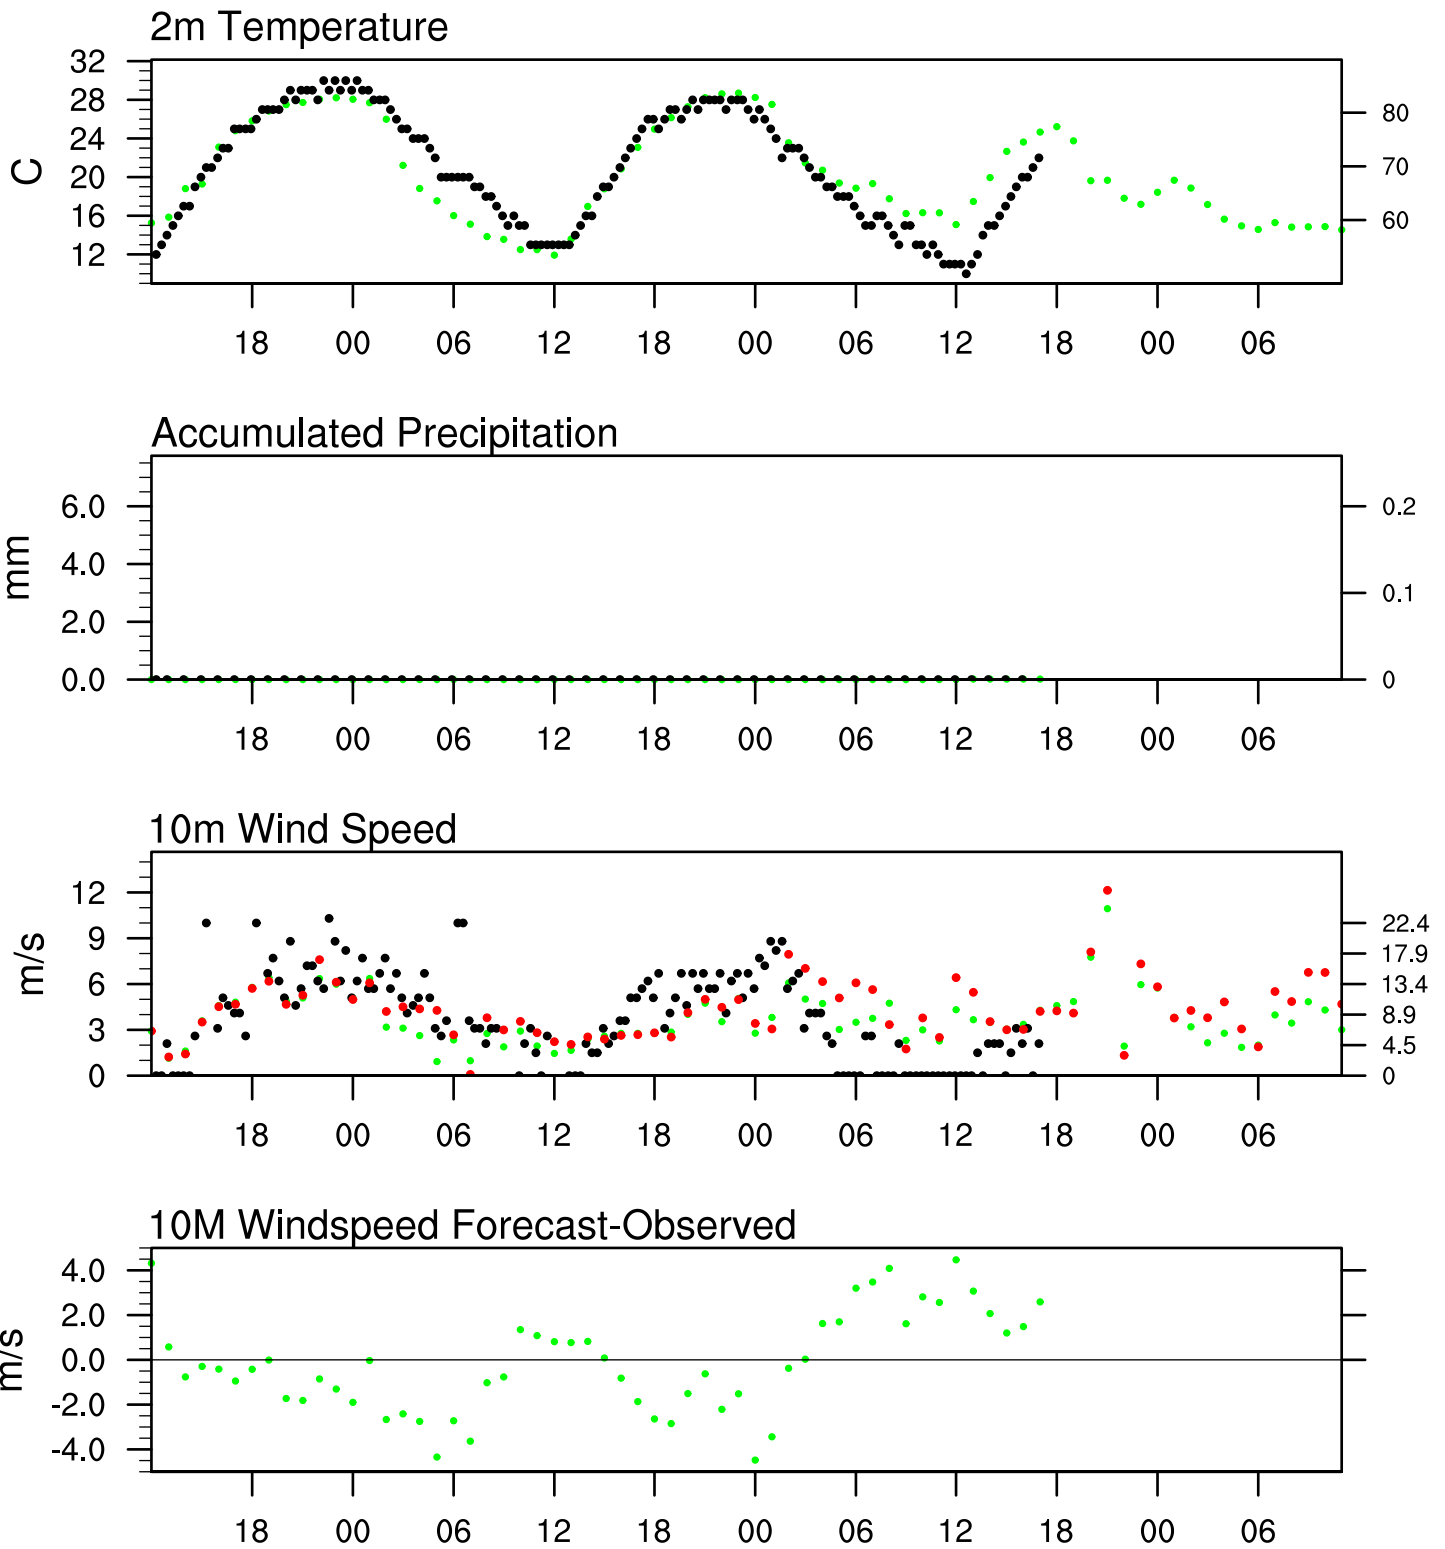 2m Temperature
32
28
24
20
16
12
C
80
70
60
18 00 06 12 18 00 06 12 18 00 06
Accumulated Precipitation
6.0
4.0
2.0
0.0
mm
0.2
0.1
0
18 00 06 12 18 00 06 12 18 00 06
10m Wind Speed
12
9
6
3
0
m/s
22.4
17.9
13.4
8.9
4.5
0
18 00 06 12 18 00 06 12 18 00 06
10M Windspeed Forecast-Observed
4.0
2.0
0.0
-2.0
-4.0
m/s
18 00 06 12 18 00 06 12 18 00 06